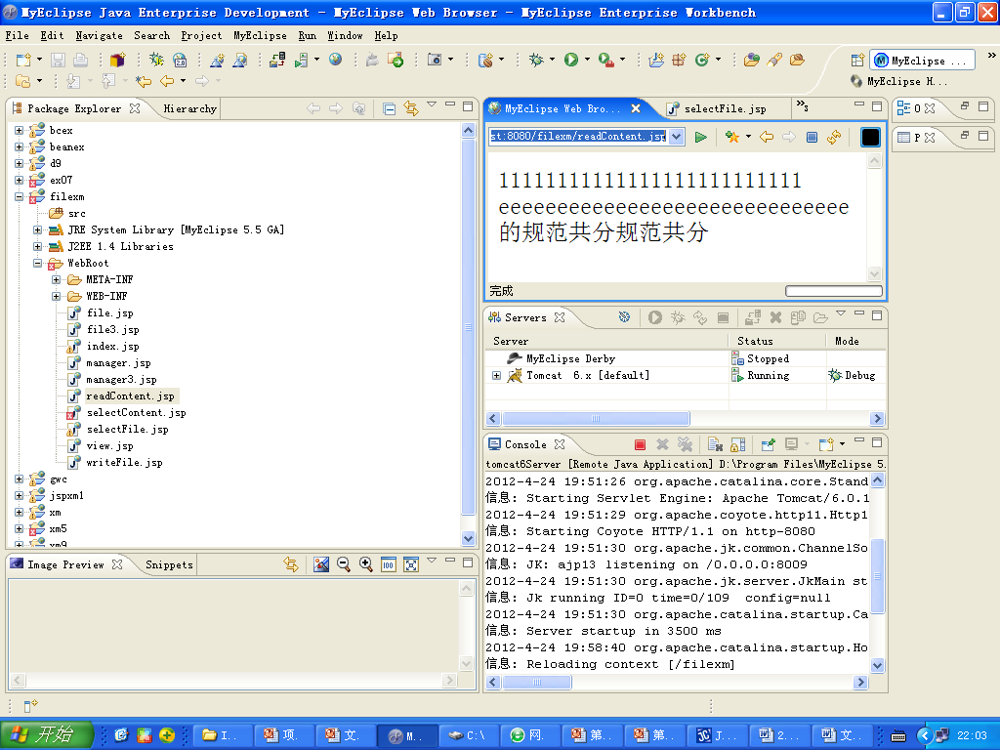 MyEclipse Java Enterprise Development - MyEclipse Web Browser - MyEclipse Enterprise Workbench
File Edit Navigate Search Project MyEclipse Run Window Help
MyEclipse ...
MyEclipse H...
Package Explorer Hierarchy
bcex
beanex
d9
ex07
filexm
src
JRE System Library [MyEclipse 5.5 GA]
J2EE 1.4 Libraries
WebRoot
META-INF
WEB-INF
file.jsp
file3.jsp
index.jsp
manager.jsp
manager3.jsp
readContent.jsp
selectContent.jsp
selectFile.jsp
view.jsp
writeFile.jsp
gwc
jspxm1
xm
xm5
xm9
Image Preview Snippets
MyEclipse Web Bro... selectFile.jsp »3
st:8080/filexm/readContent.jsp
11111111111111111111111111
eeeeeeeeeeeeeeeeeeeeeeeeeeeeee
的规范共分规范共分
完成
O
P
Servers
Server Status Mode
MyEclipse Derby Stopped
Tomcat 6.x [default] Running Debug
Console
tomcat6Server [Remote Java Application] D:\Program Files\MyEclipse 5.
2012-4-24 19:51:26 org.apache.catalina.core.Stand
信息: Starting Servlet Engine: Apache Tomcat/6.0.1
2012-4-24 19:51:29 org.apache.coyote.http11.Http1
信息: Starting Coyote HTTP/1.1 on http-8080
2012-4-24 19:51:30 org.apache.jk.common.ChannelSo
信息: JK: ajp13 listening on /0.0.0.0:8009
2012-4-24 19:51:30 org.apache.jk.server.JkMain st
信息: Jk running ID=0 time=0/109  config=null
2012-4-24 19:51:30 org.apache.catalina.startup.Ca
信息: Server startup in 3500 ms
2012-4-24 19:58:40 org.apache.catalina.startup.Ho
信息: Reloading context [/filexm]
开始 I... 项. 文. M.. C:\ 网. 第.. 第.. J... 2... 文.. 22:03